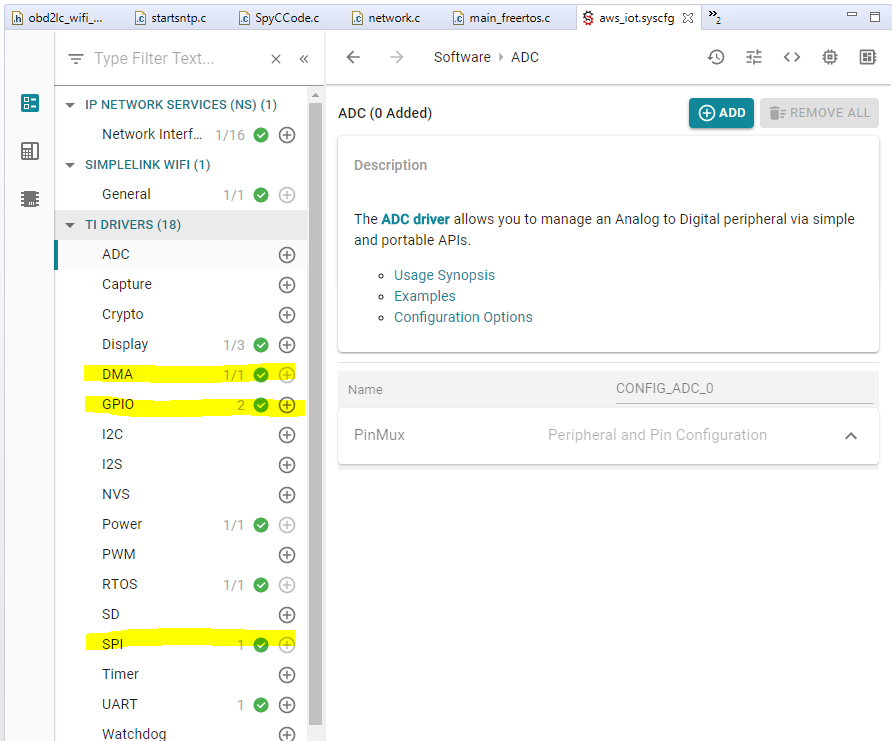 obd2lc_wifi_... startsntp.c SpyCCode.c network.c main_freertos.c aws_iot.syscfg »2
Type Filter Text... × «
IP NETWORK SERVICES (NS) (1)
Network Interf... 1/16
SIMPLELINK WIFI (1)
General 1/1
TI DRIVERS (18)
ADC
Capture
Crypto
Display 1/3
DMA 1/1
GPIO 2
I2C
I2S
NVS
Power 1/1
PWM
RTOS 1/1
SD
SPI 1
Timer
UART 1
Watchdog
Software › ADC
ADC (0 Added)
ADD
REMOVE ALL
Description
The ADC driver allows you to manage an Analog to Digital peripheral via simple
and portable APIs.
Usage Synopsis
Examples
Configuration Options
Name CONFIG_ADC_0
PinMux Peripheral and Pin Configuration